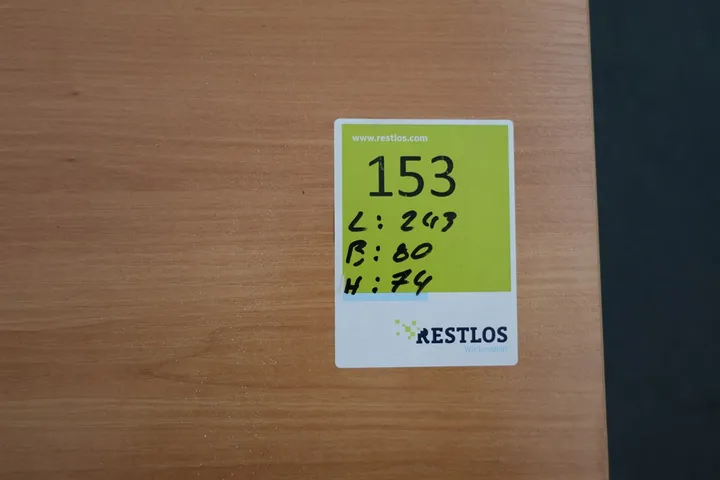 www.restlos.com
153
L: 243
B: 80
H: 74
RESTLOS